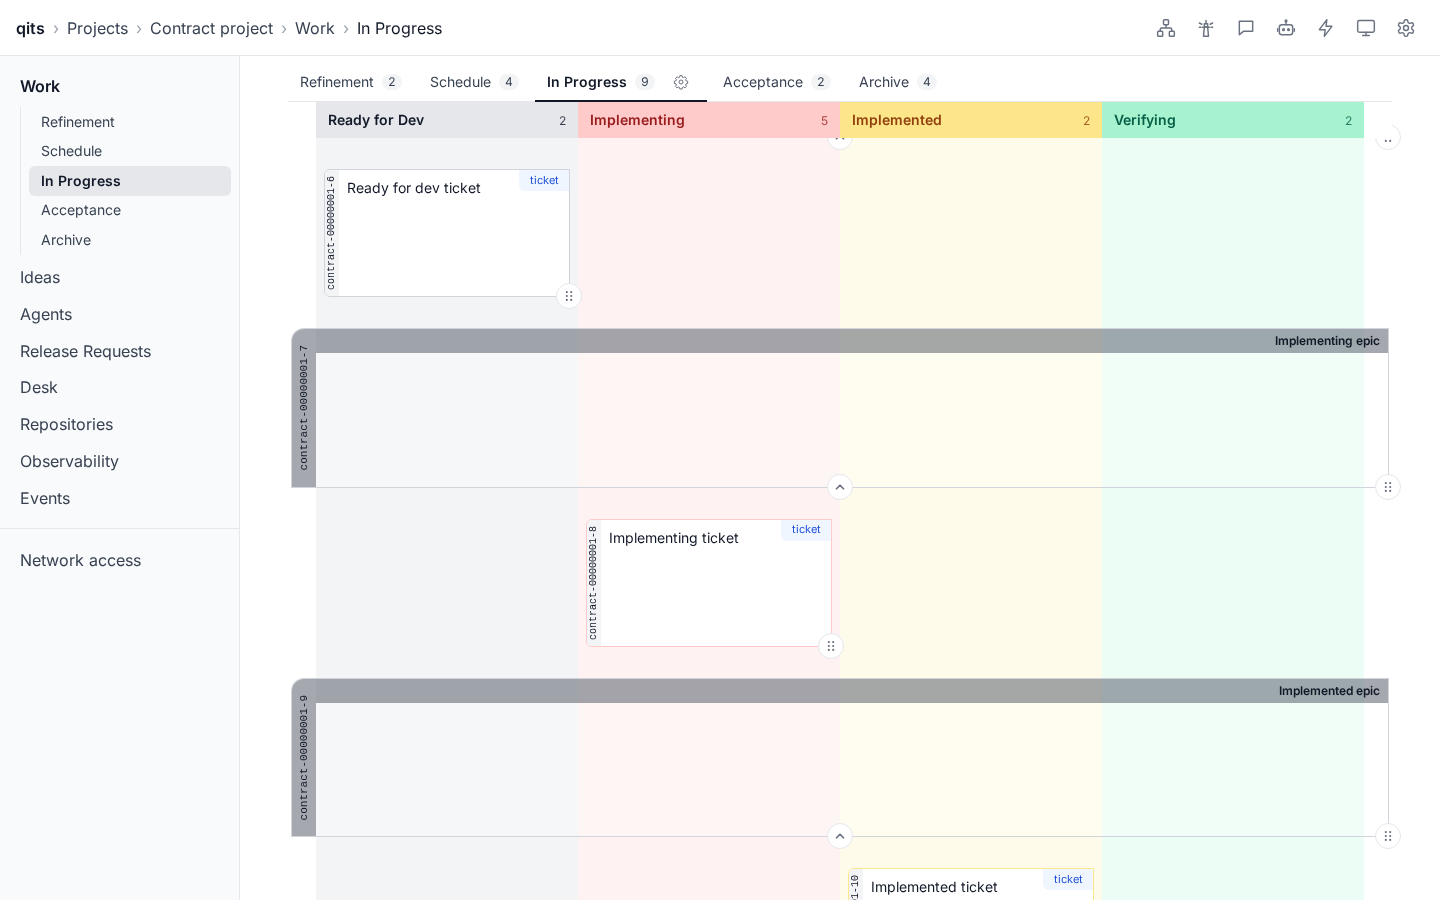 qits › Projects › Contract project › Work › In Progress
Work
Refinement
Schedule
In Progress
Acceptance
Archive
Ideas
Agents
Release Requests
Desk
Repositories
Observability
Events
Network access
Refinement 2
Schedule 4
In Progress 9
Acceptance 2
Archive 4
Ready for Dev 2
Implementing 5
Implemented 2
Verifying 2
contract-00000001-6
Ready for dev ticket
ticket
contract-00000001-7
Implementing epic
contract-00000001-8
Implementing ticket
ticket
contract-00000001-9
Implemented epic
1-10
Implemented ticket
ticket